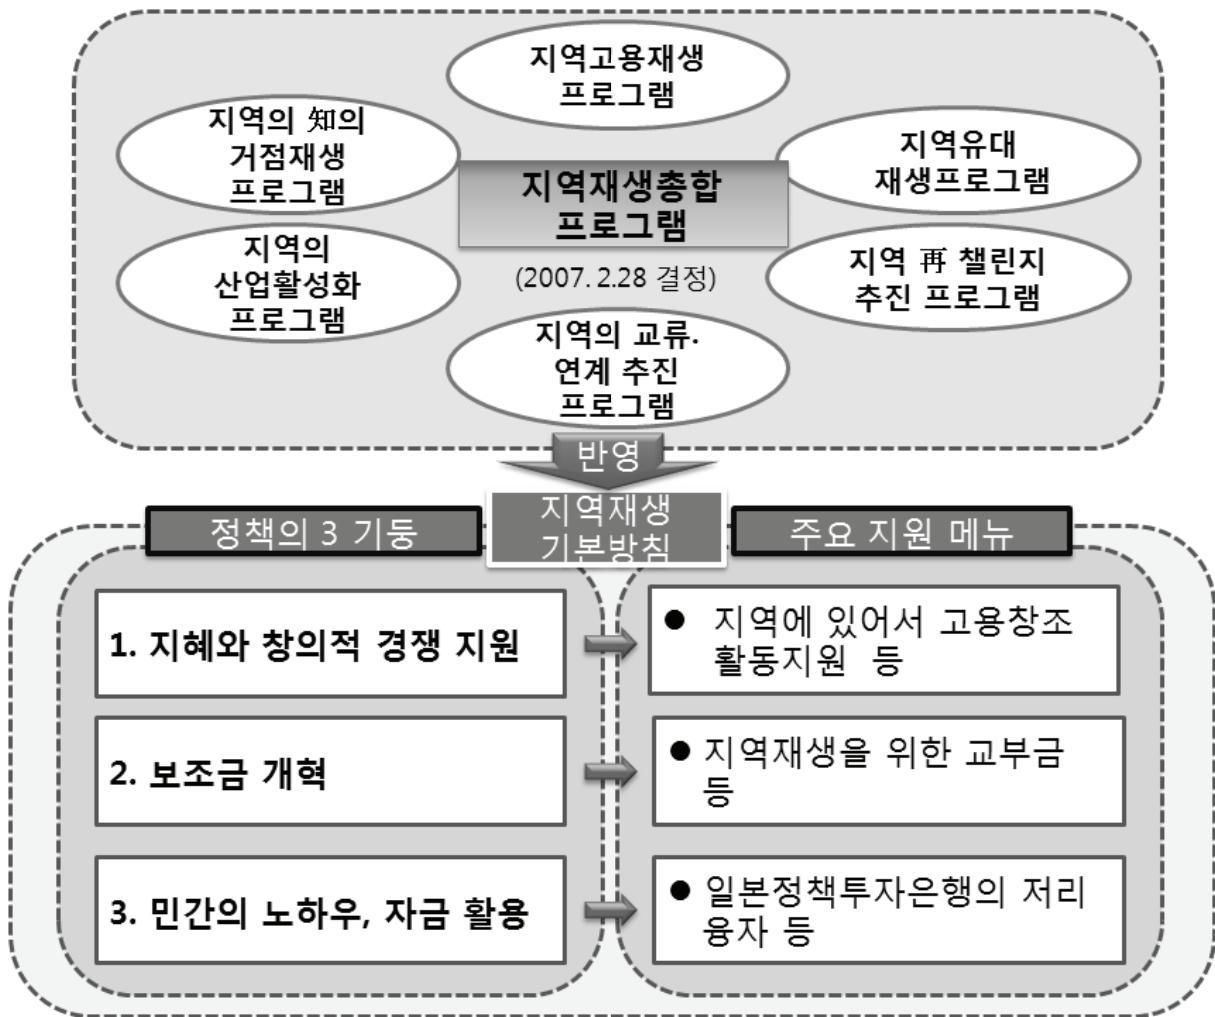 지역고용재생
프로그램
지역의 知의
거점재생
프로그램
지역유대
재생프로그램
지역재생총합
프로그램
(2007. 2.28 결정)
지역의
산업활성화
프로그램
지역 再 챌린지
추진 프로그램
지역의 교류.
연계 추진
프로그램
반영
정책의 3 기둥
지역재생
기본방침
주요 지원 메뉴
1. 지혜와 창의적 경쟁 지원
● 지역에 있어서 고용창조
활동지원 등
2. 보조금 개혁
● 지역재생을 위한 교부금
등
3. 민간의 노하우, 자금 활용
● 일본정책투자은행의 저리
융자 등